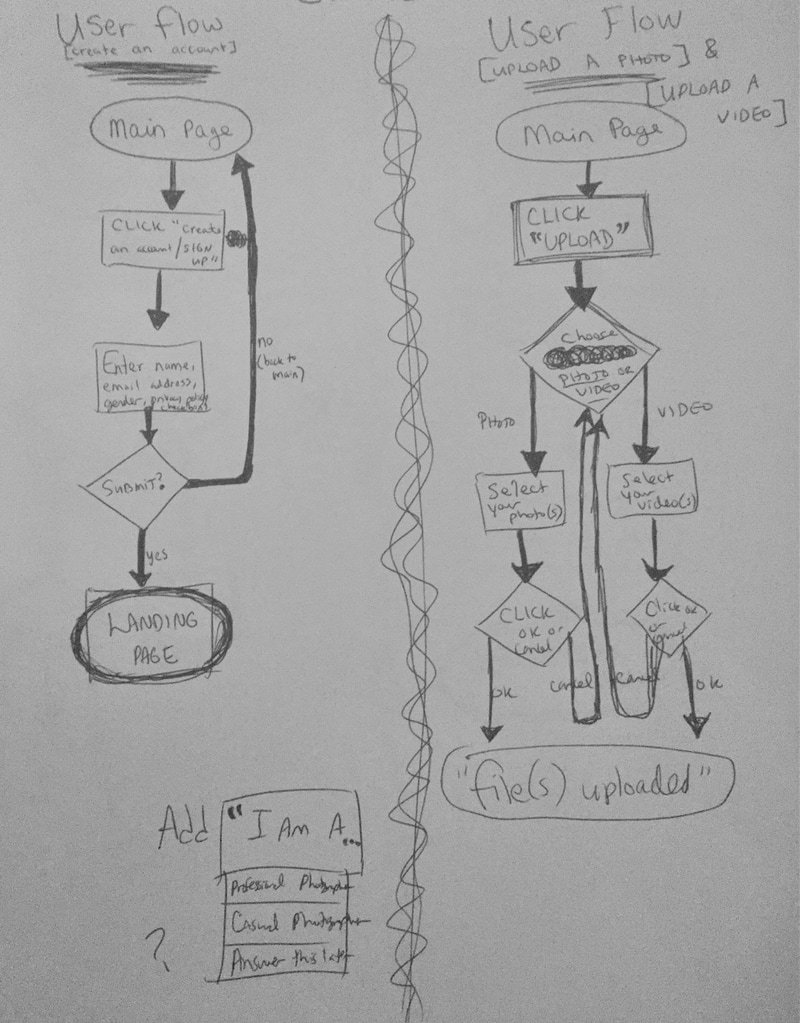 User flow
[create an account]
Main Page
CLICK "create
an acount/SIGN
UP"
Enter name,
email address,
gender, privacy policy
no
(back to
main)
SUBMIT?
yes
LANDING
PAGE
Add "I Am A...
Professional Photographer
Casual Photographer
Answer this later
?
User Flow
[UPLOAD A PHOTO] &
[UPLOAD A
VIDEO]
Main Page
CLICK
"UPLOAD"
Choose
PHOTO OR
VIDEO
PHOTO
VIDEO
Select
your
photo(s)
Select
your
video(s)
CLICK
OK or
cancel
Click ok
or
cancel
ok
cancel
cancel
ok
"file(s) uploaded"